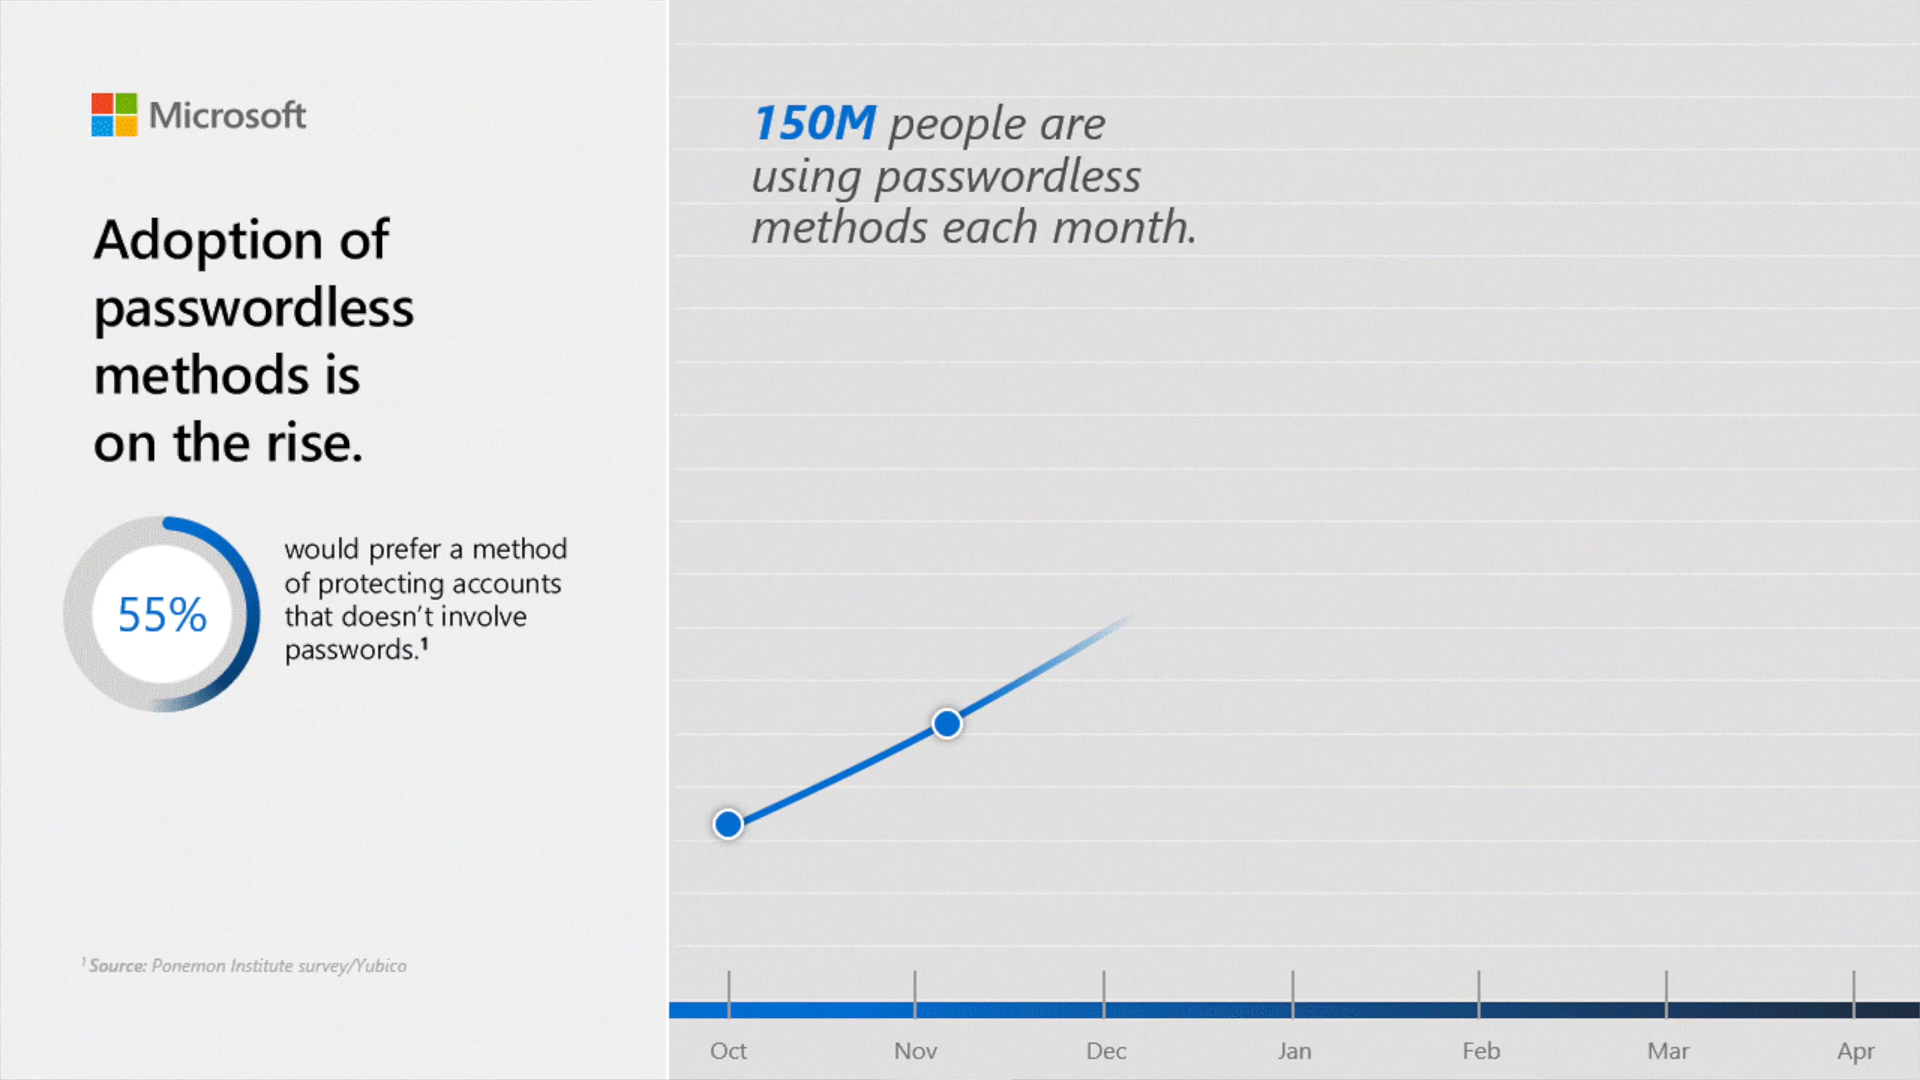 Microsoft
Adoption of
passwordless
methods is
on the rise.
55%
would prefer a method
of protecting accounts
that doesn't involve
passwords.¹
¹ Source: Ponemon Institute survey/Yubico
150M people are
using passwordless
methods each month.
Oct Nov Dec Jan Feb Mar Apr